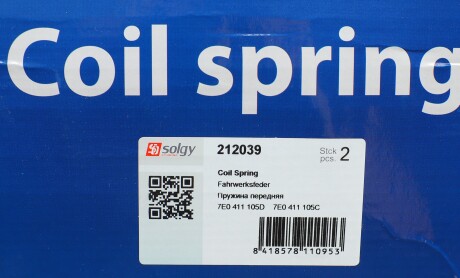 Coil spring
solgy 212039 Stck pcs. 2
Coil Spring
Fahrwerksfeder
Пружина передняя
7E0 411 105D 7E0 411 105C
8 418578 110953